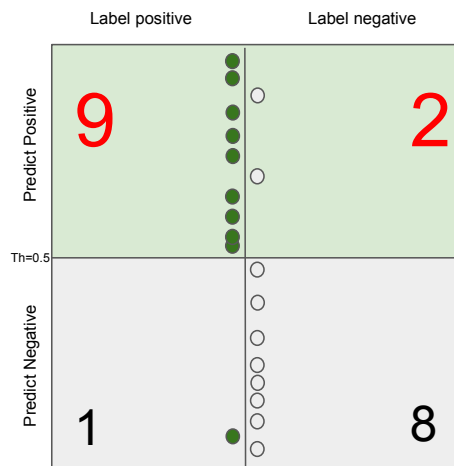 Label positive
Label negative
Predict Positive
9
2
Th=0.5
Predict Negative
1
8